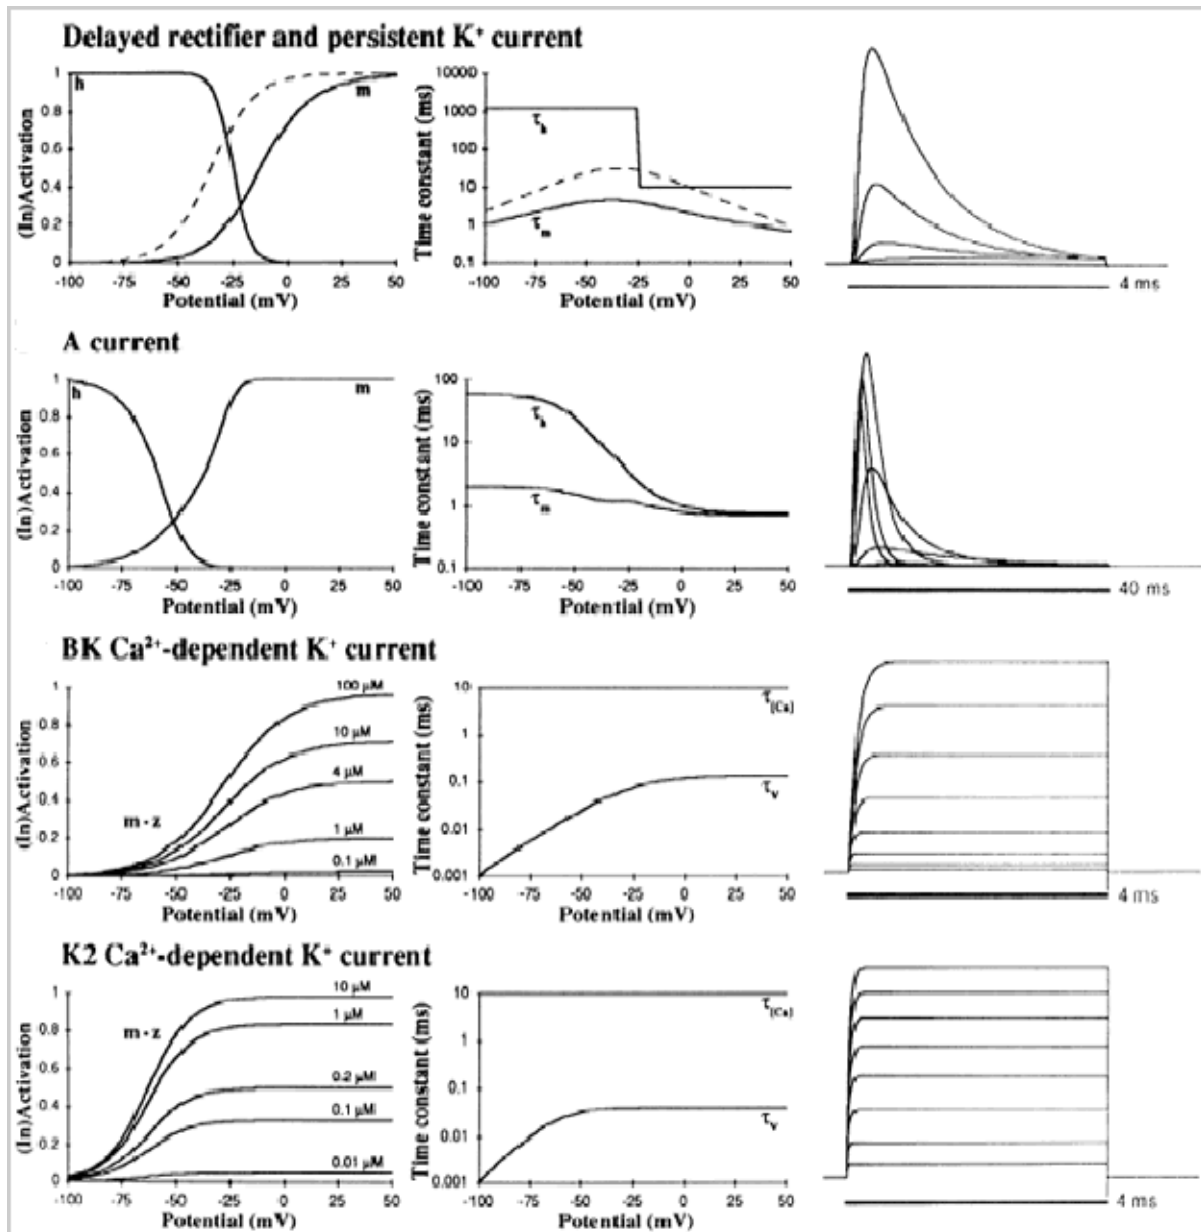 Delayed rectifier and persistent K⁺ current
(In)Activation
1
0.8
0.6
0.4
0.2
0
h
m
-100 -75 -50 -25 0 25 50
Potential (mV)
Time constant (ms)
10000
1000
100
10
1
0.1
τh
τm
-100 -75 -50 -25 0 25 50
Potential (mV)
4 ms
A current
(In)Activation
1
0.8
0.6
0.4
0.2
0
h
m
-100 -75 -50 -25 0 25 50
Potential (mV)
Time constant (ms)
100
10
1
0.1
τh
τm
-100 -75 -50 -25 0 25 50
Potential (mV)
40 ms
BK Ca²⁺-dependent K⁺ current
(In)Activation
1
0.8
0.6
0.4
0.2
0
100 µM
10 µM
4 µM
1 µM
0.1 µM
m · z
-100 -75 -50 -25 0 25 50
Potential (mV)
Time constant (ms)
10
1
0.1
0.01
0.001
τ[Ca]
τv
-100 -75 -50 -25 0 25 50
Potential (mV)
4 ms
K2 Ca²⁺-dependent K⁺ current
(In)Activation
1
0.8
0.6
0.4
0.2
0
10 µM
1 µM
0.2 µM
0.1 µM
0.01 µM
m · z
-100 -75 -50 -25 0 25 50
Potential (mV)
Time constant (ms)
10
1
0.1
0.01
0.001
τ[Ca]
τv
-100 -75 -50 -25 0 25 50
Potential (mV)
4 ms